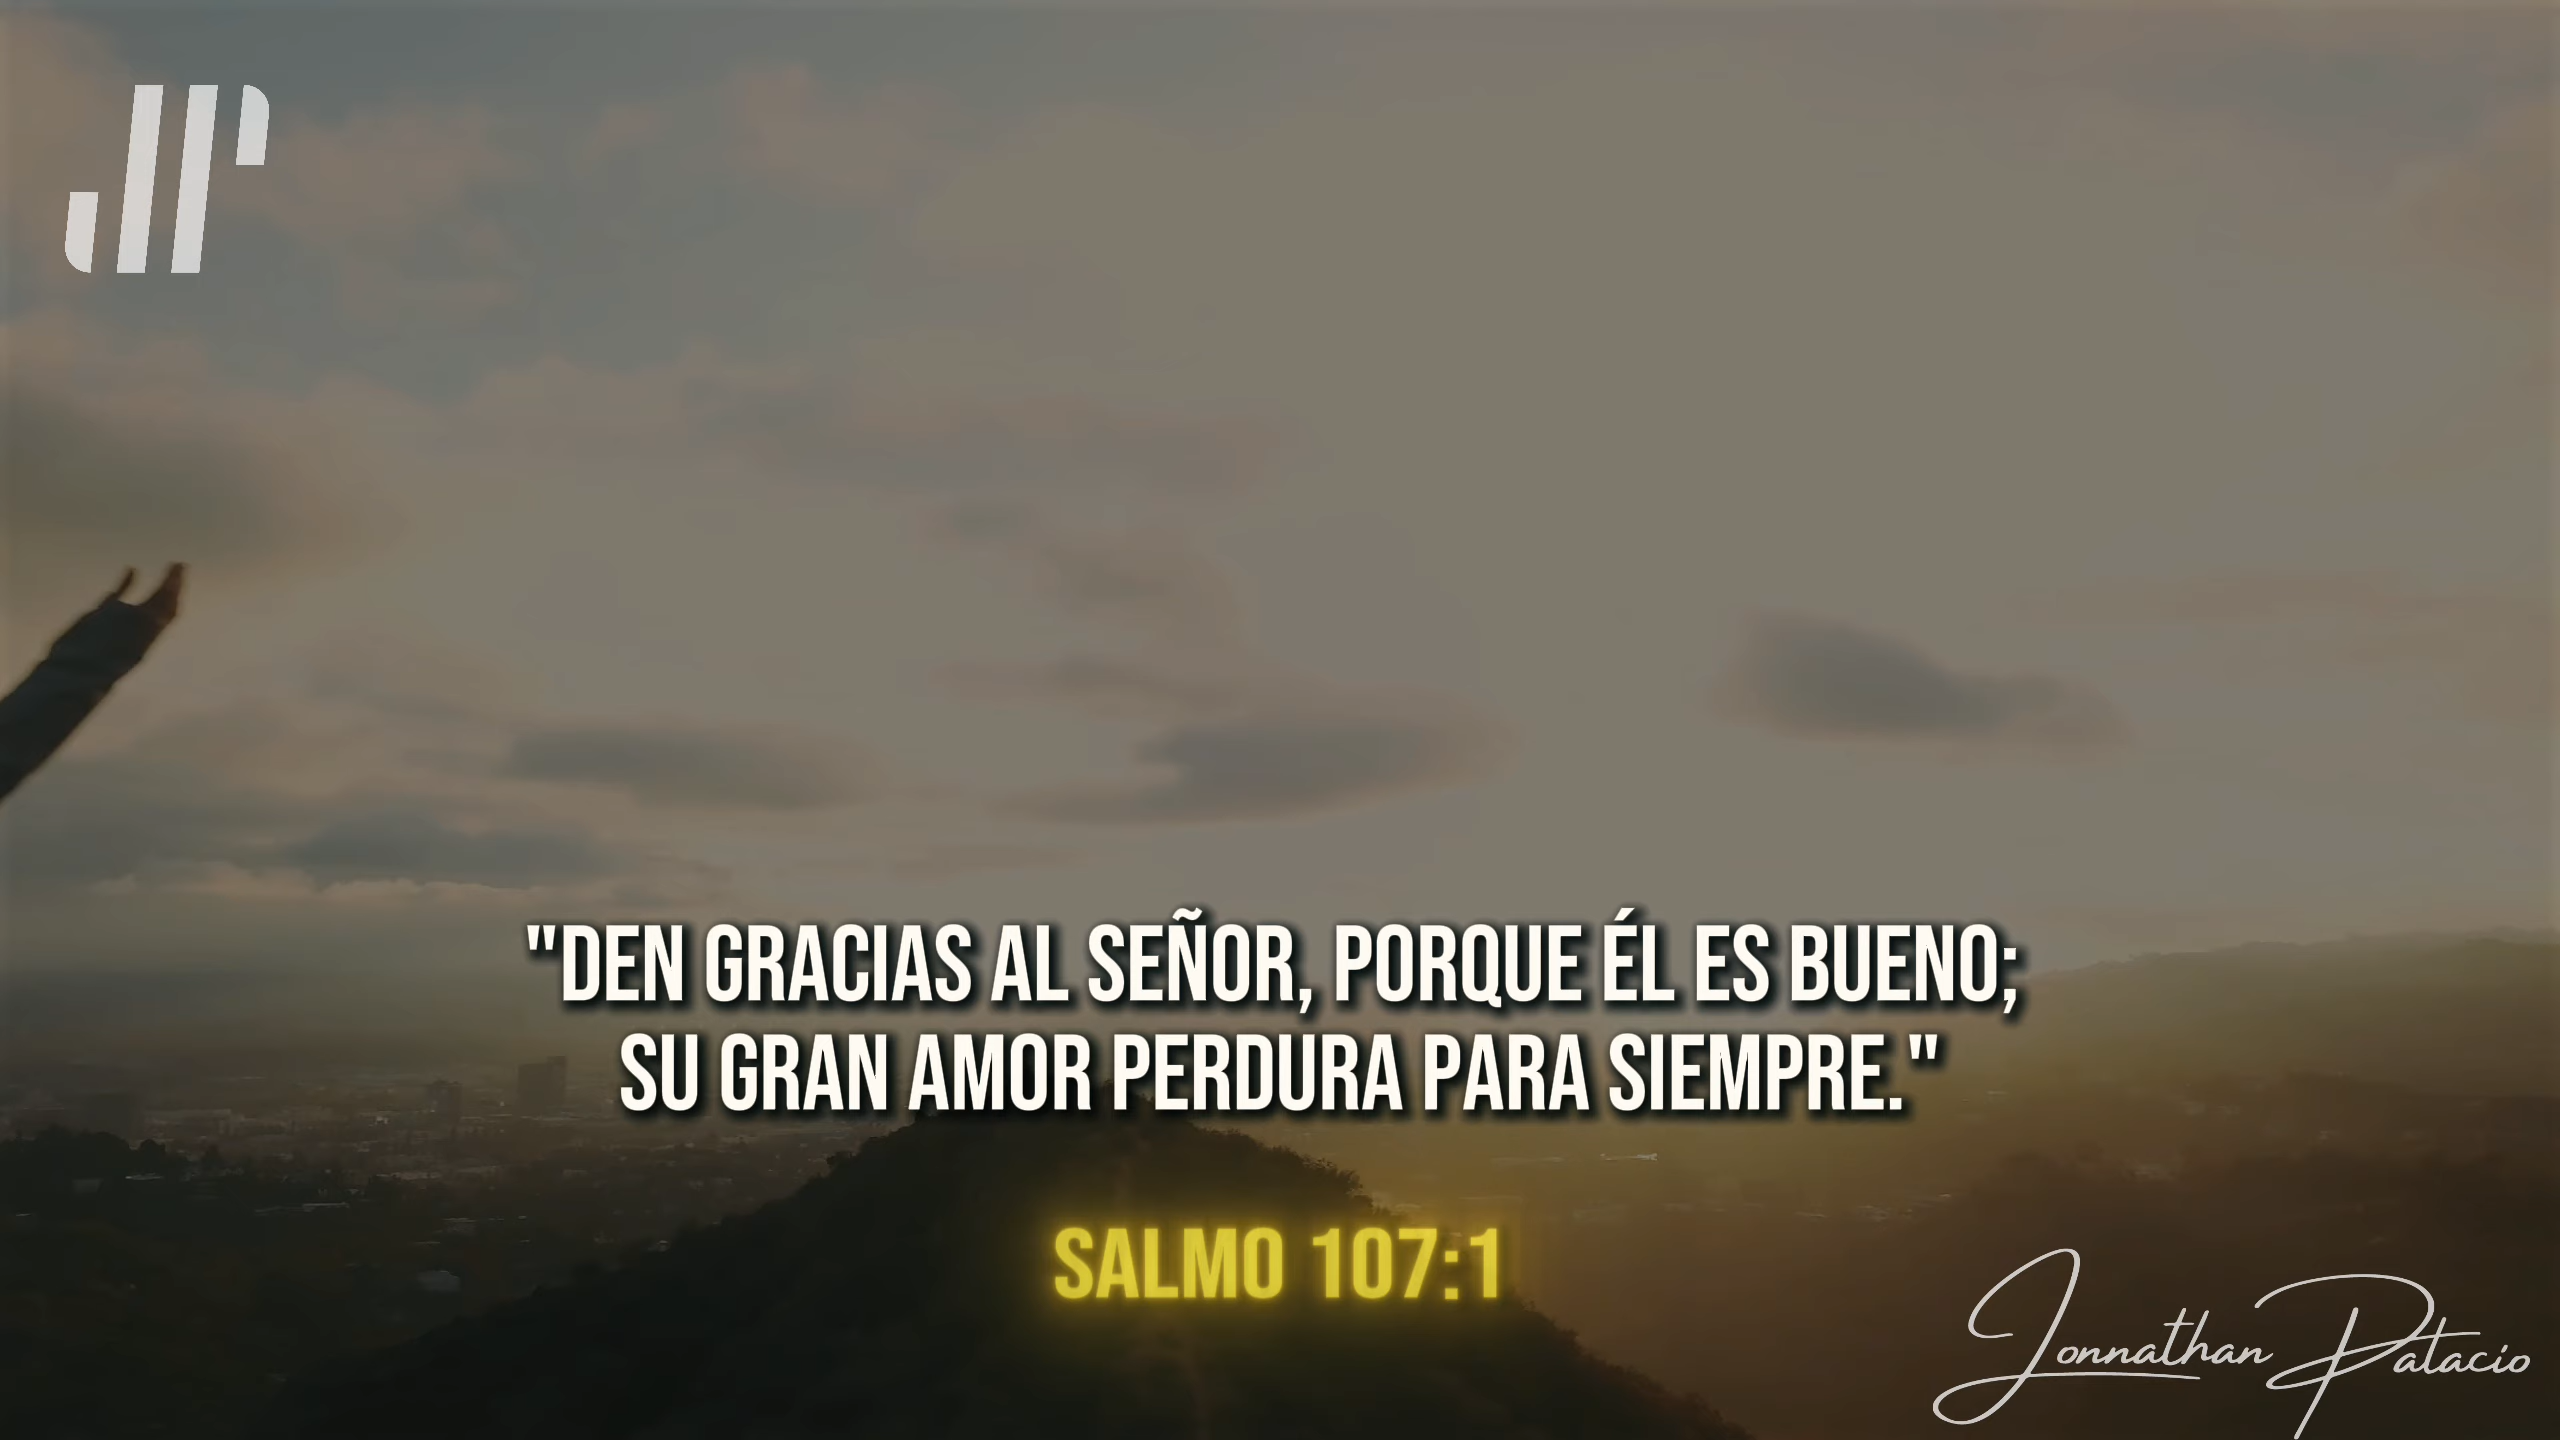 JP
"DEN GRACIAS AL SEÑOR, PORQUE ÉL ES BUENO;
SU GRAN AMOR PERDURA PARA SIEMPRE."
SALMO 107:1
Jonnathan Palacio